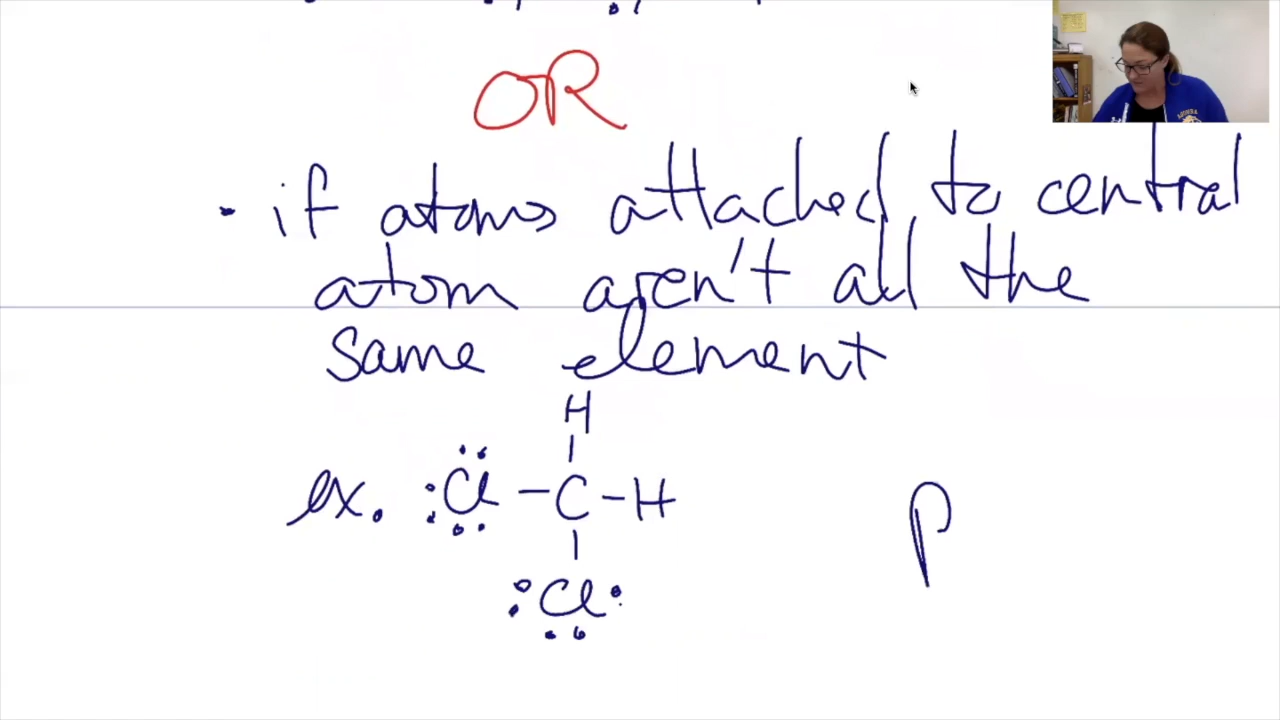 OR
• if atoms attached to central
atom aren't all the
same element
H
|
ex. :Cl - C - H
|
:Cl:
P